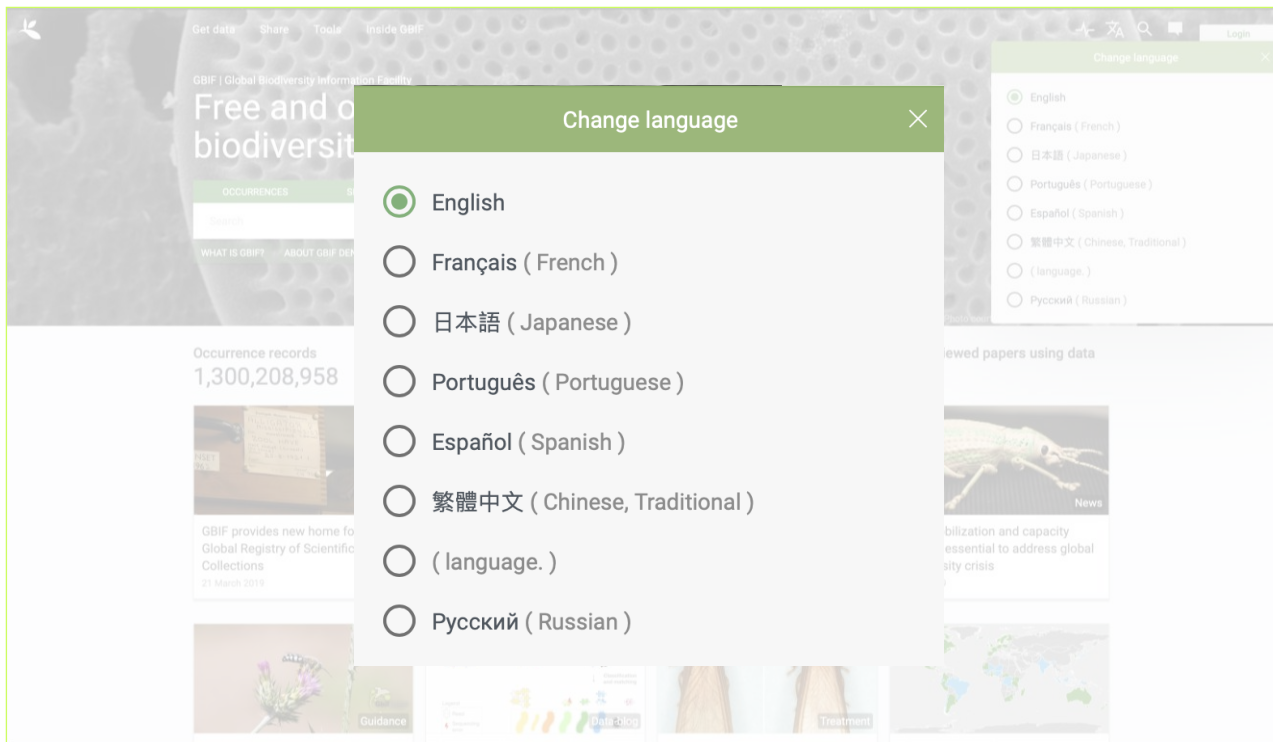 Get data Share Tools Inside GBIF
Login
GBIF | Global Biodiversity Information Facility
Free and o
biodiversit
OCCURRENCES
Search
WHAT IS GBIF? ABOUT GBIF DEN
Change language
English
Français ( French )
日本語 ( Japanese )
Português ( Portuguese )
Español ( Spanish )
繁體中文 ( Chinese, Traditional )
( language. )
Русский ( Russian )
Change language
English
Français ( French )
日本語 ( Japanese )
Português ( Portuguese )
Español ( Spanish )
繁體中文 ( Chinese, Traditional )
( language. )
Русский ( Russian )
Occurrence records
1,300,208,958
ewed papers using data
GBIF provides new home fo
Global Registry of Scientific
Collections
21 March 2019
News
bilization and capacity
essential to address global
sity crisis
Guidance
Data blog
Treatment